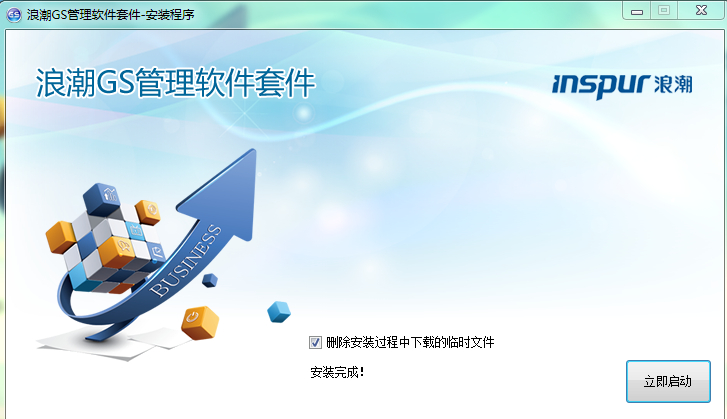 GS 浪潮GS管理软件套件-安装程序
浪潮GS管理软件套件
inspur 浪潮
BUSINESS
删除安装过程中下载的临时文件
安装完成!
立即启动